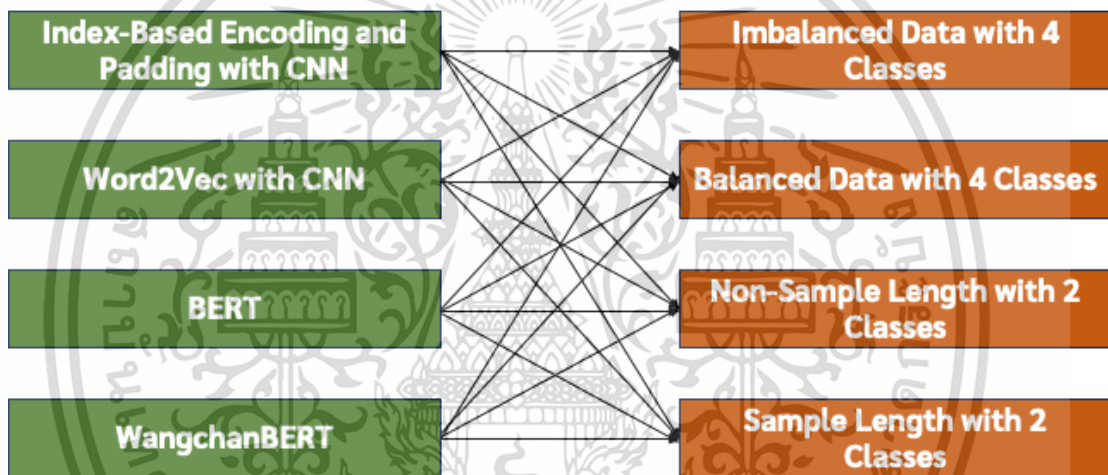 Index-Based Encoding and
Padding with CNN
Word2Vec with CNN
BERT
WangchanBERT
Imbalanced Data with 4
Classes
Balanced Data with 4 Classes
Non-Sample Length with 2
Classes
Sample Length with 2
Classes